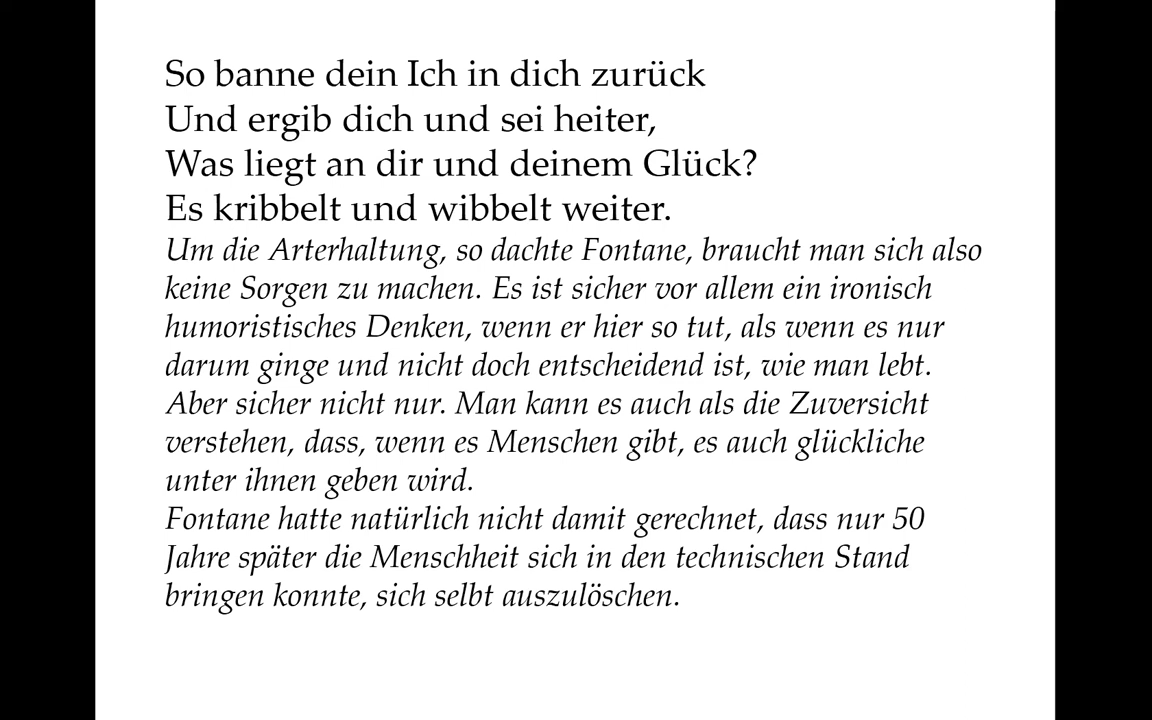 So banne dein Ich in dich zurück
Und ergib dich und sei heiter,
Was liegt an dir und deinem Glück?
Es kribbelt und wibbelt weiter.
Um die Arterhaltung, so dachte Fontane, braucht man sich also
keine Sorgen zu machen. Es ist sicher vor allem ein ironisch
humoristisches Denken, wenn er hier so tut, als wenn es nur
darum ginge und nicht doch entscheidend ist, wie man lebt.
Aber sicher nicht nur. Man kann es auch als die Zuversicht
verstehen, dass, wenn es Menschen gibt, es auch glückliche
unter ihnen geben wird.
Fontane hatte natürlich nicht damit gerechnet, dass nur 50
Jahre später die Menschheit sich in den technischen Stand
bringen konnte, sich selbt auszulöschen.